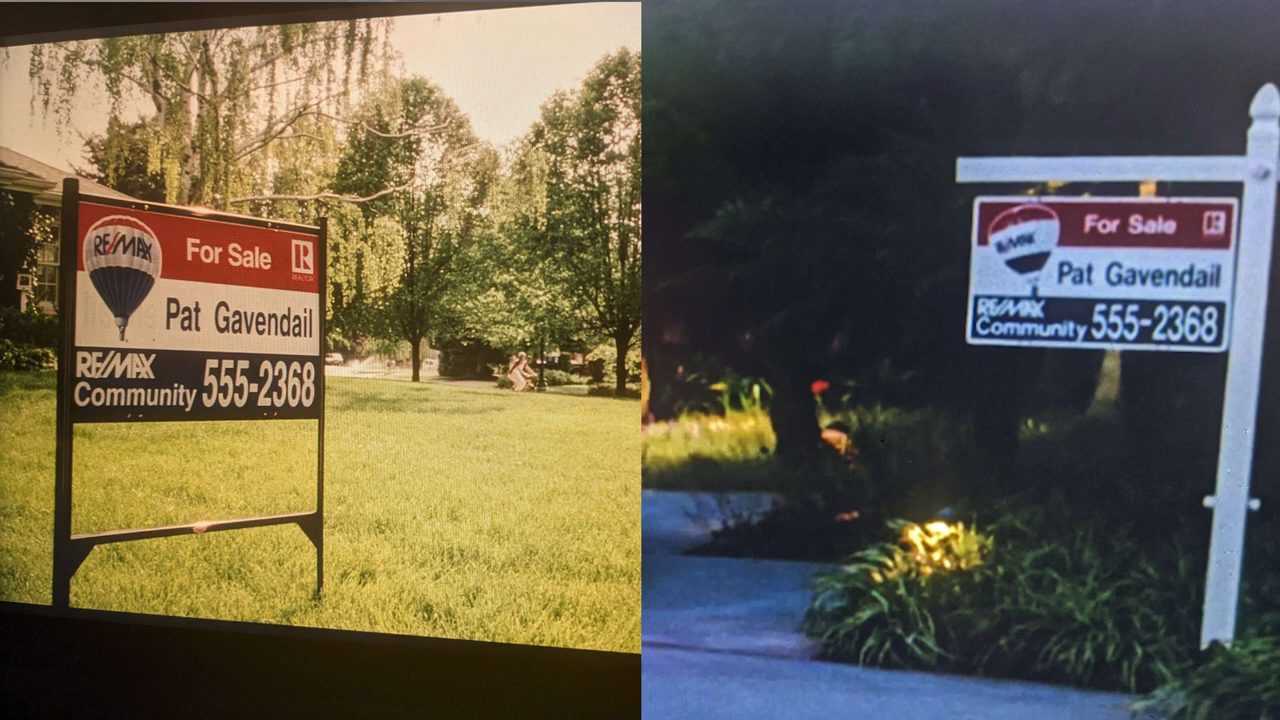 RE/MAX
For Sale
R
REALTOR
Pat Gavendail
RE/MAX
Community 555-2368
RE/MAX
For Sale
R
Pat Gavendail
RE/MAX
Community 555-2368